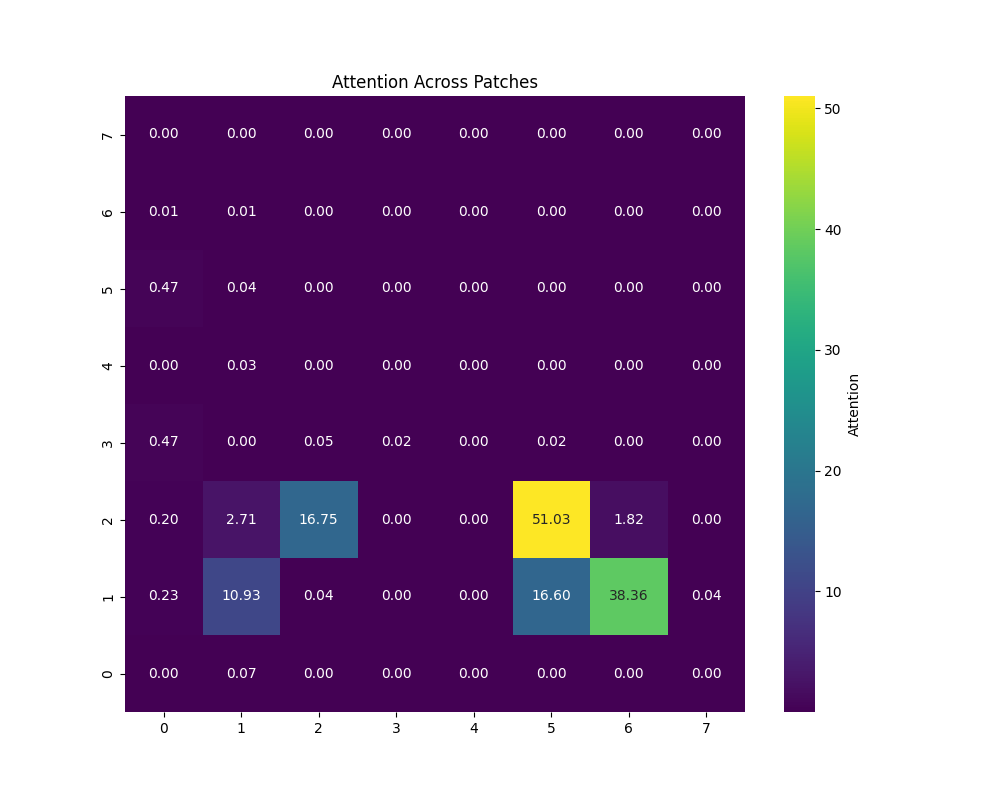 Attention Across Patches
7 0.00 0.00 0.00 0.00 0.00 0.00 0.00 0.00
6 0.01 0.01 0.00 0.00 0.00 0.00 0.00 0.00
5 0.47 0.04 0.00 0.00 0.00 0.00 0.00 0.00
4 0.00 0.03 0.00 0.00 0.00 0.00 0.00 0.00
3 0.47 0.00 0.05 0.02 0.00 0.02 0.00 0.00
2 0.20 2.71 16.75 0.00 0.00 51.03 1.82 0.00
1 0.23 10.93 0.04 0.00 0.00 16.60 38.36 0.04
0 0.00 0.07 0.00 0.00 0.00 0.00 0.00 0.00
0 1 2 3 4 5 6 7
50
40
30
20
10
Attention